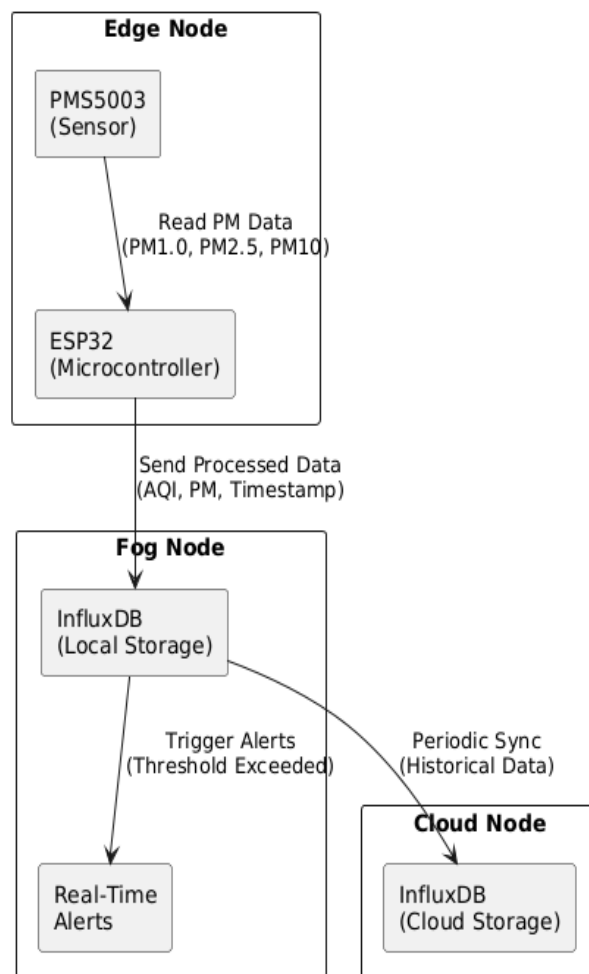 Edge Node
PMS5003
(Sensor)
Read PM Data
(PM1.0, PM2.5, PM10)
ESP32
(Microcontroller)
Send Processed Data
(AQI, PM, Timestamp)
Fog Node
InfluxDB
(Local Storage)
Trigger Alerts
(Threshold Exceeded)
Periodic Sync
(Historical Data)
Cloud Node
Real-Time
Alerts
InfluxDB
(Cloud Storage)